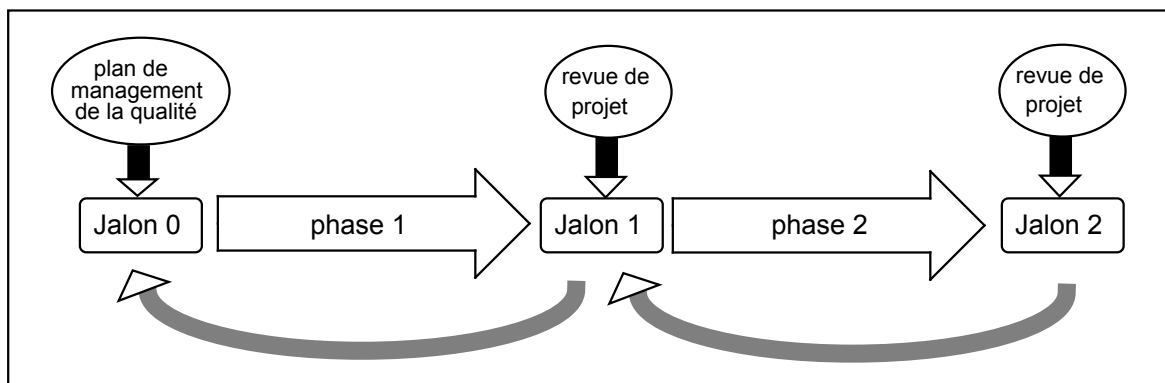 plan de
management
de la qualité
revue de
projet
revue de
projet
Jalon 0
phase 1
Jalon 1
phase 2
Jalon 2